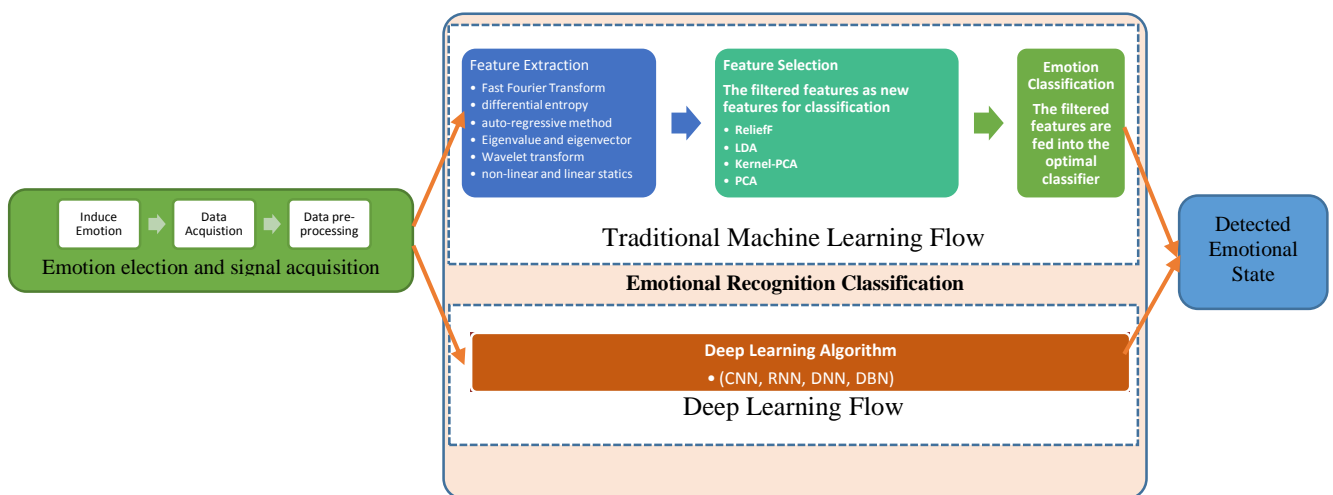 Induce
Emotion
Data
Acquistion
Data pre-
processing
Emotion election and signal acquisition
Feature Extraction
• Fast Fourier Transform
• differential entropy
• auto-regressive method
• Eigenvalue and eigenvector
• Wavelet transform
• non-linear and linear statics
Feature Selection
The filtered features as new
features for classification
• ReliefF
• LDA
• Kernel-PCA
• PCA
Emotion
Classification
The filtered
features are
fed into the
optimal
classifier
Traditional Machine Learning Flow
Emotional Recognition Classification
Deep Learning Algorithm
• (CNN, RNN, DNN, DBN)
Deep Learning Flow
Detected
Emotional
State